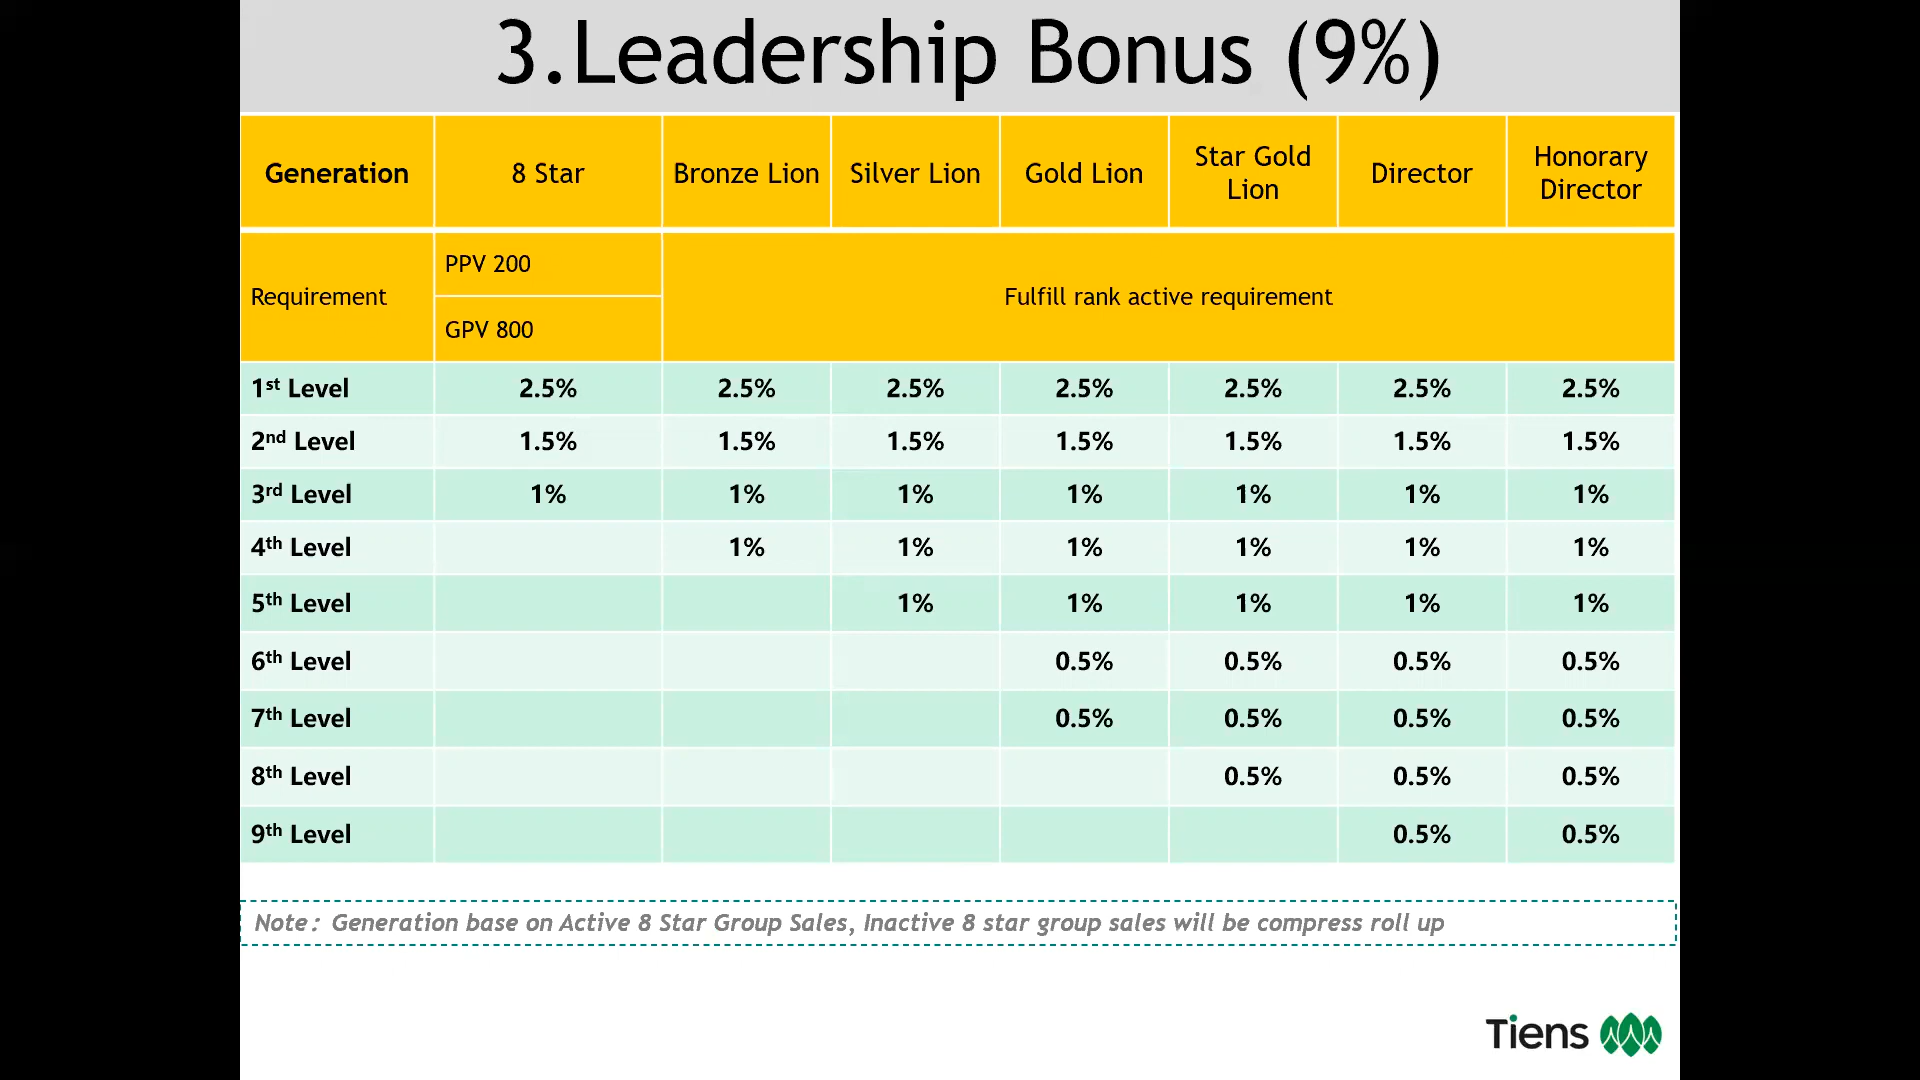 3.Leadership Bonus (9%)
Generation 8 Star Bronze Lion Silver Lion Gold Lion Star Gold Lion Director Honorary Director
Requirement PPV 200 Fulfill rank active requirement
GPV 800
1st Level 2.5% 2.5% 2.5% 2.5% 2.5% 2.5% 2.5%
2nd Level 1.5% 1.5% 1.5% 1.5% 1.5% 1.5% 1.5%
3rd Level 1% 1% 1% 1% 1% 1% 1%
4th Level 1% 1% 1% 1% 1% 1%
5th Level 1% 1% 1% 1% 1%
6th Level 0.5% 0.5% 0.5% 0.5%
7th Level 0.5% 0.5% 0.5% 0.5%
8th Level 0.5% 0.5% 0.5%
9th Level 0.5% 0.5%
Note：Generation base on Active 8 Star Group Sales, Inactive 8 star group sales will be compress roll up
Tiens